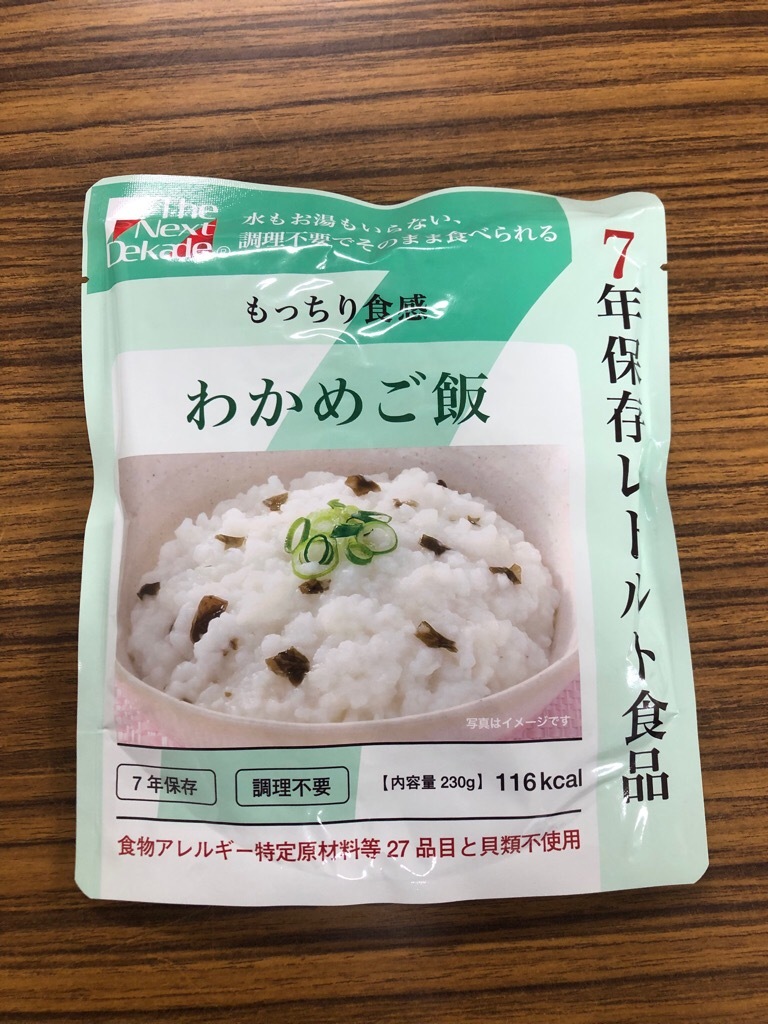 The
Next
Dekade®
水もお湯もいらない、
調理不要でそのまま食べられる
もっちり食感
わかめご飯
7年保存レトルト食品
写真はイメージです
7年保存
調理不要
【内容量 230g】 116kcal
食物アレルギー特定原材料等27品目と貝類不使用